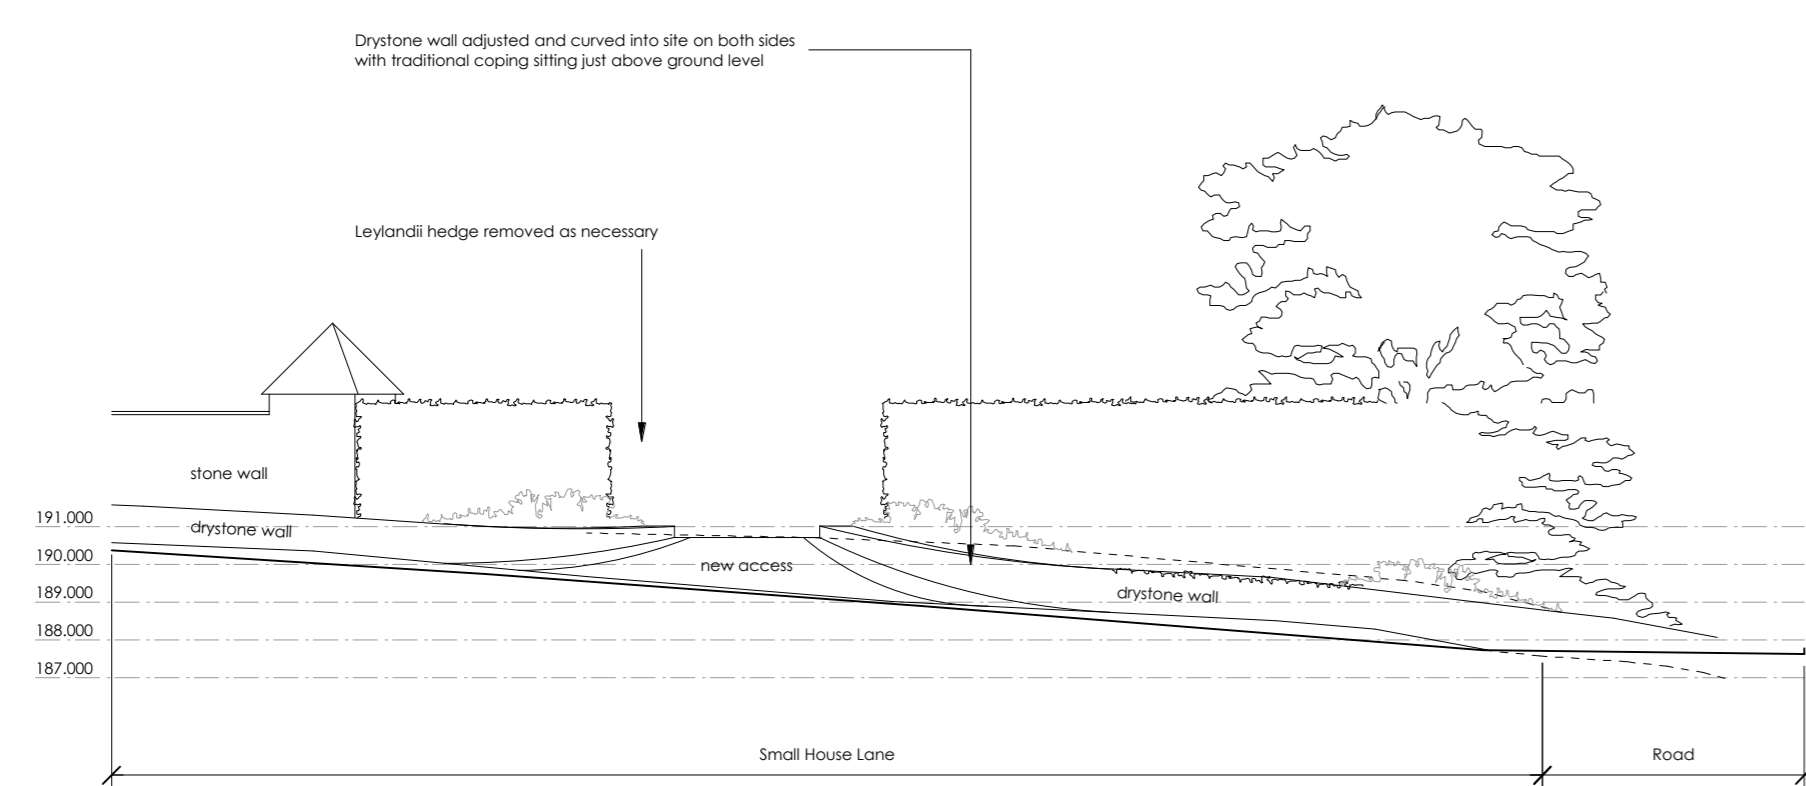 Drystone wall adjusted and curved into site on both sides
with traditional coping sitting just above ground level
Leylandii hedge removed as necessary
stone wall
191.000
drystone wall
190.000
new access
189.000
drystone wall
188.000
187.000
Small House Lane
Road